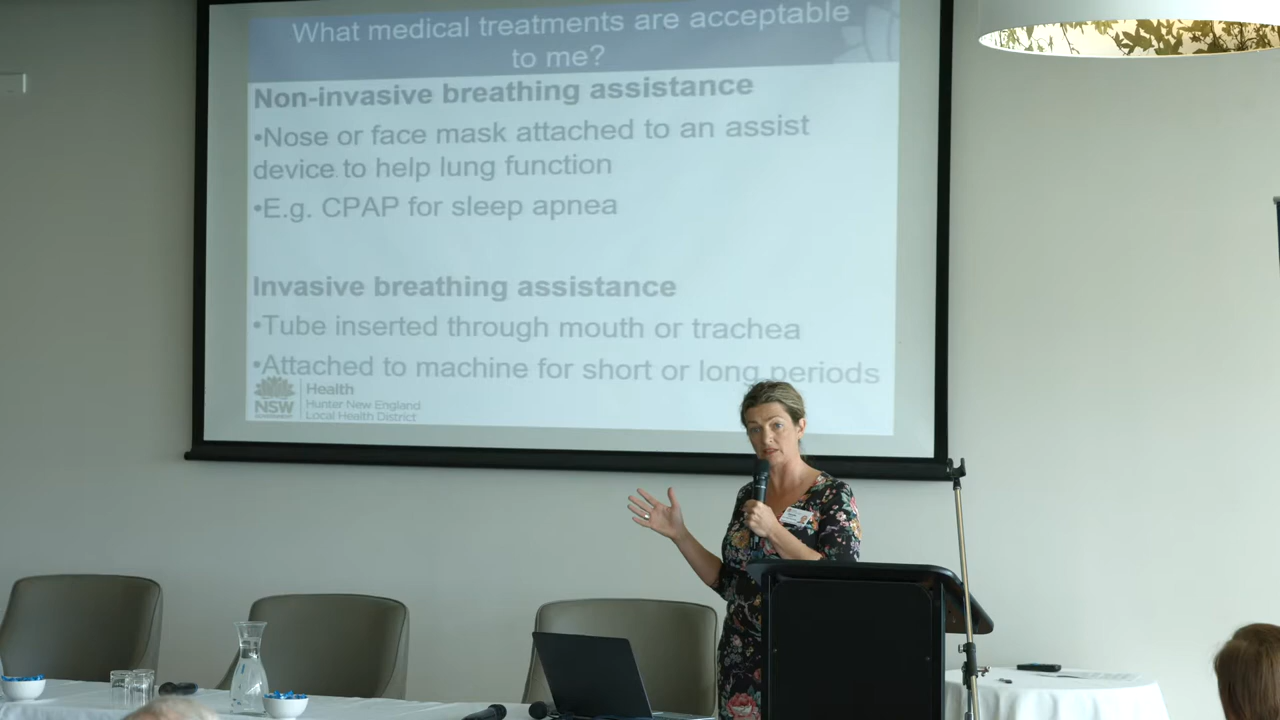 What medical treatments are acceptable
to me?
Non-invasive breathing assistance
•Nose or face mask attached to an assist
device to help lung function
•E.g. CPAP for sleep apnea
Invasive breathing assistance
•Tube inserted through mouth or trachea
•Attached to machine for short or long periods
NSW
Health
Hunter New England
Local Health District